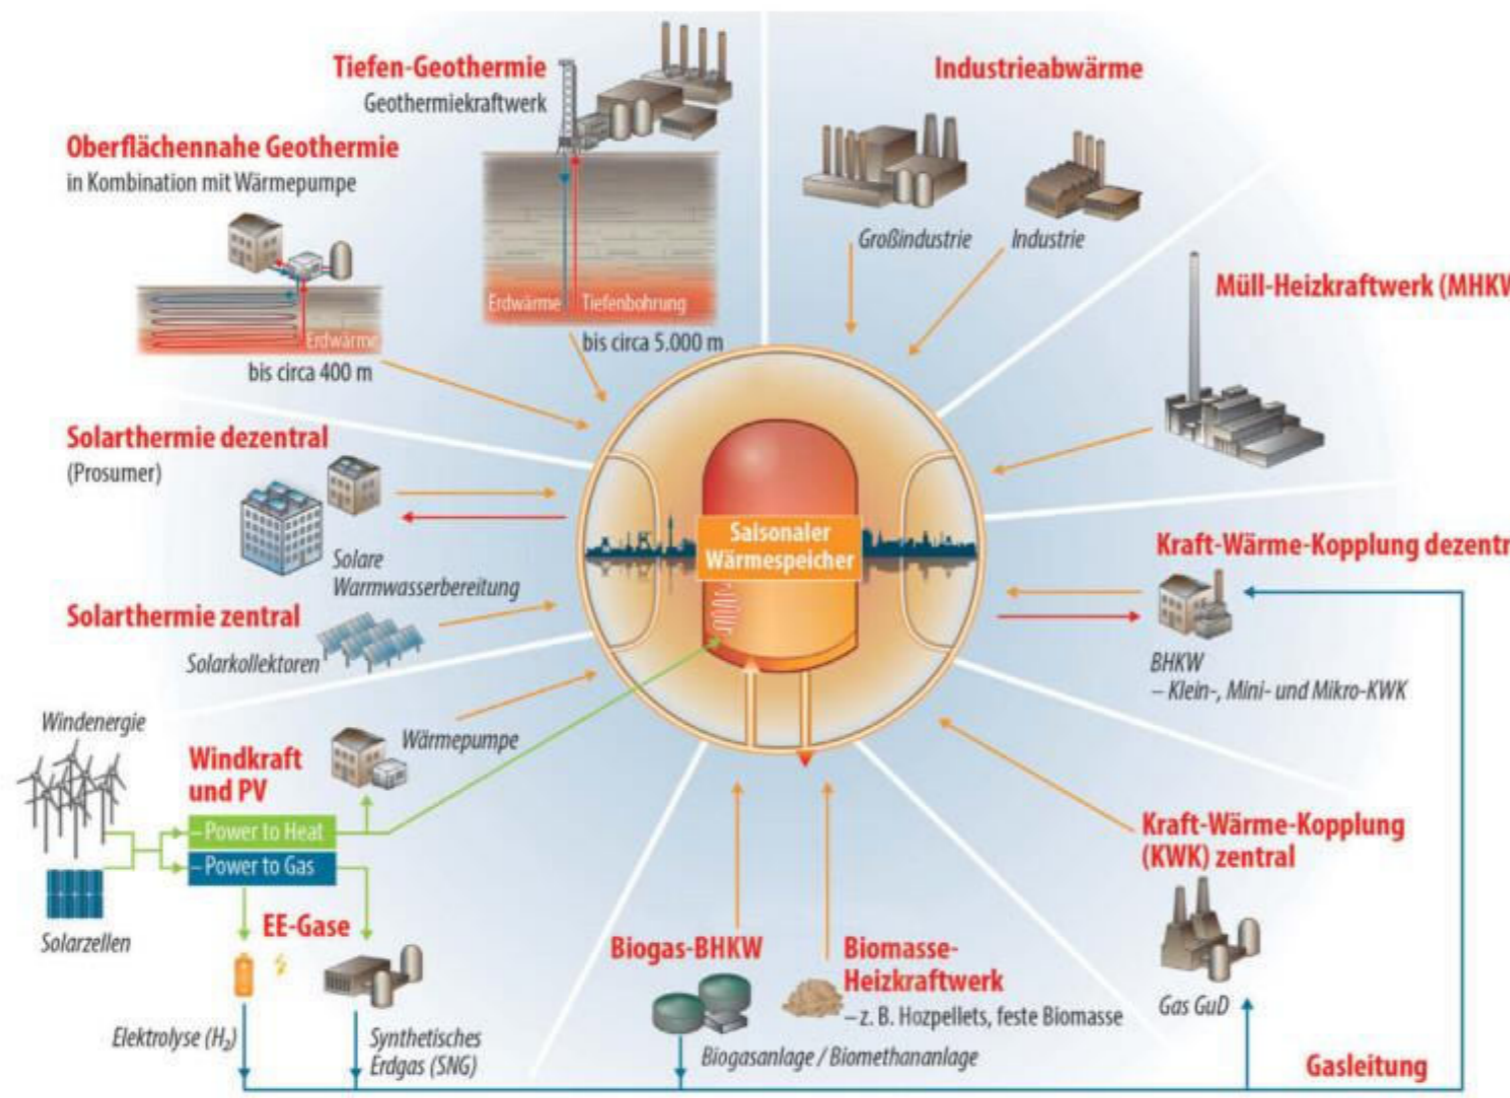 Tiefen-Geothermie
Geothermiekraftwerk
Erdwärme
Tiefenbohrung
bis circa 5.000 m
Industrieabwärme
Großindustrie
Industrie
Oberflächennahe Geothermie
in Kombination mit Wärmepumpe
Erdwärme
bis circa 400 m
Müll-Heizkraftwerk (MHKW
Solarthermie dezentral
(Prosumer)
Solare
Warmwasserbereitung
Saisonaler
Wärmespeicher
Kraft-Wärme-Kopplung dezentr
BHKW
– Klein-, Mini- und Mikro-KWK
Solarthermie zentral
Solarkollektoren
Windenergie
Windkraft
und PV
Wärmepumpe
– Power to Heat
– Power to Gas
Solarzellen
EE-Gase
Elektrolyse (H₂)
Synthetisches
Erdgas (SNG)
Biogas-BHKW
Biogasanlage / Biomethananlage
Biomasse-
Heizkraftwerk
– z. B. Hozpellets, feste Biomasse
Kraft-Wärme-Kopplung
(KWK) zentral
Gas GuD
Gasleitung